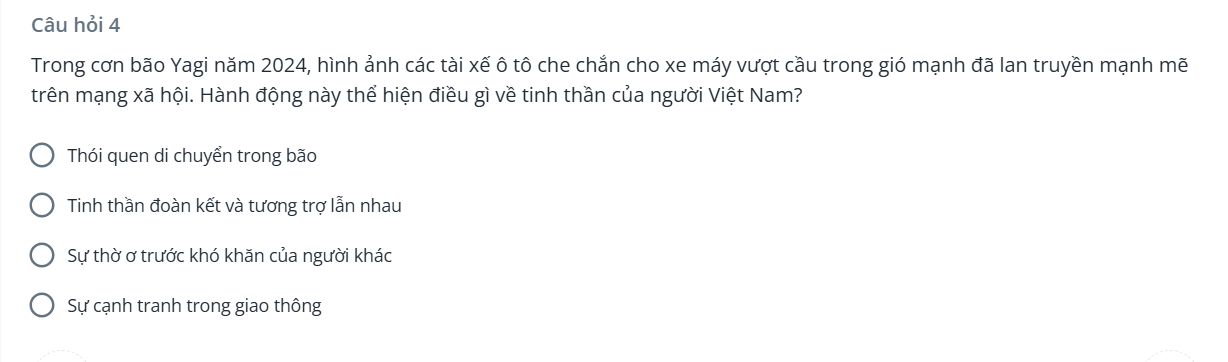 Câu hỏi 4
Trong cơn bão Yagi năm 2024, hình ảnh các tài xế ô tô che chắn cho xe máy vượt cầu trong gió mạnh đã lan truyền mạnh mẽ
trên mạng xã hội. Hành động này thể hiện điều gì về tinh thần của người Việt Nam?
Thói quen di chuyển trong bão
Tinh thần đoàn kết và tương trợ lẫn nhau
Sự thờ ơ trước khó khăn của người khác
Sự cạnh tranh trong giao thông